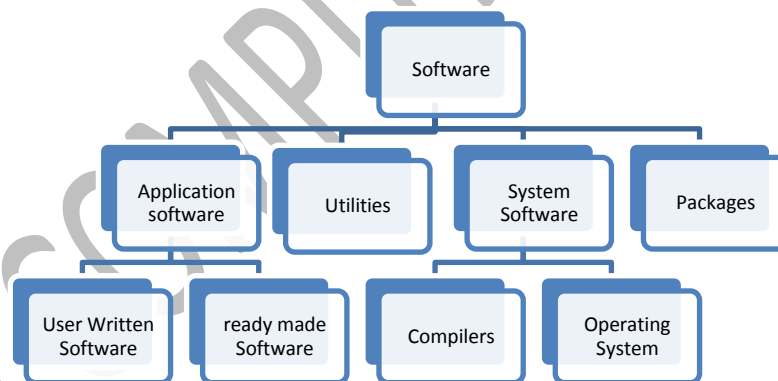 Software
Application
software
Utilities
System
Software
Packages
User Written
Software
ready made
Software
Compilers
Operating
System